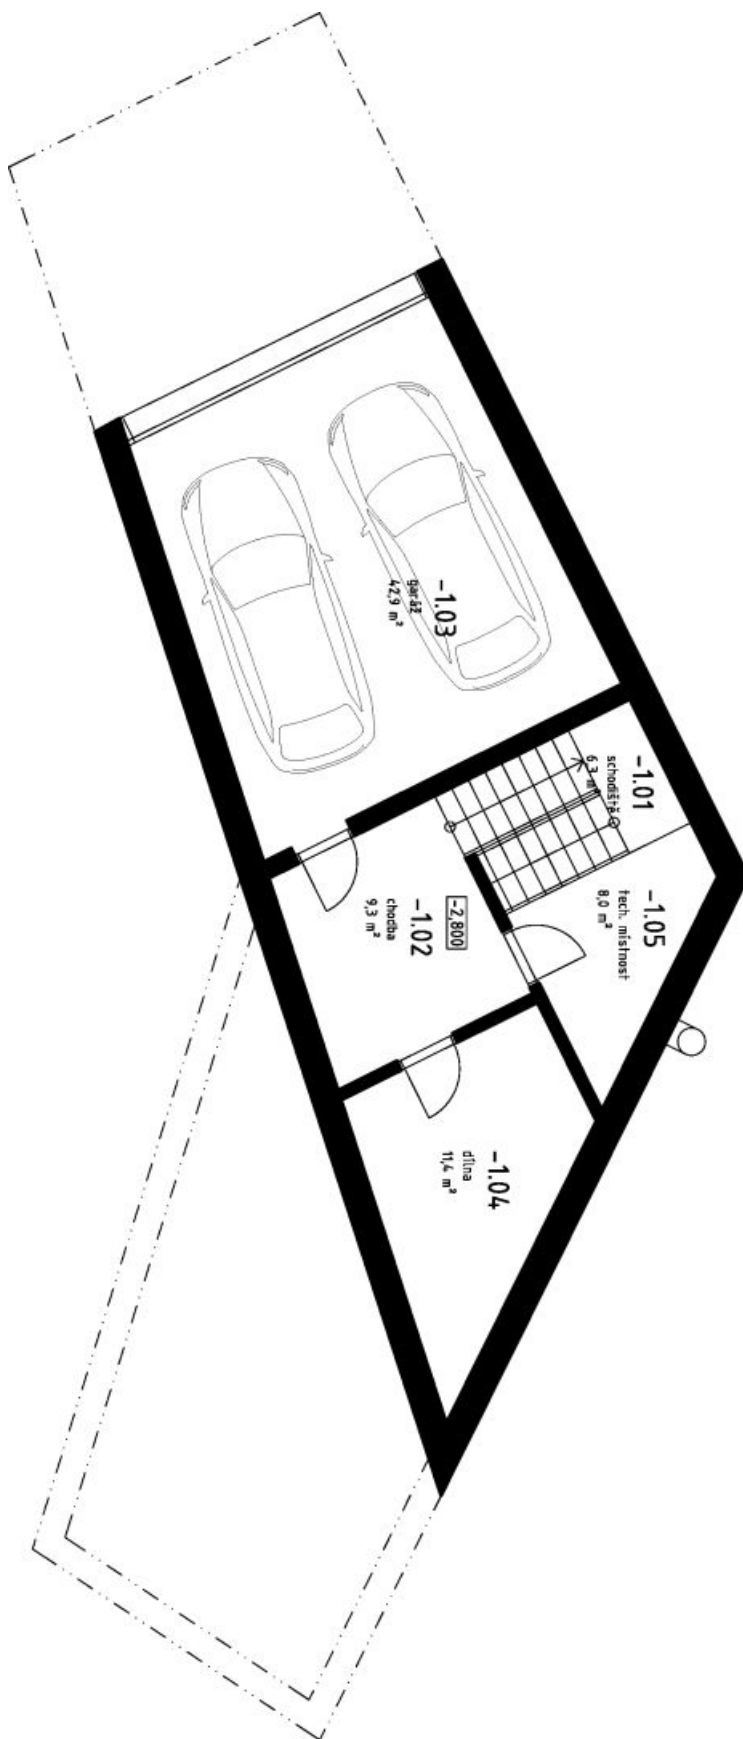 -1.01
schodiště
6,3 m²
-1.03
garáž
42,9 m²
-1.05
tech. místnost
8,0 m²
-2,800
-1.02
chodba
9,3 m²
-1.04
dílna
11,4 m²